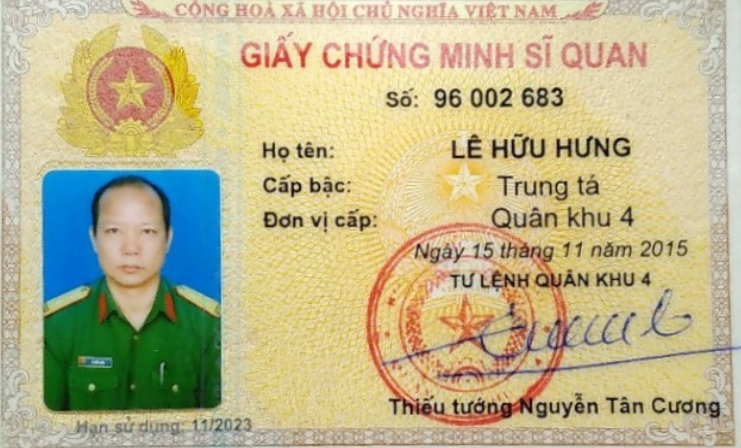 CỘNG HOÀ XÃ HỘI CHỦ NGHĨA VIỆT NAM
GIẤY CHỨNG MINH SĨ QUAN
Số: 96 002 683
Họ tên: LÊ HỮU HƯNG
Cấp bậc: Trung tá
Đơn vị cấp: Quân khu 4
Ngày 15 tháng 11 năm 2015
TƯ LỆNH QUÂN KHU 4
Thiếu tướng Nguyễn Tân Cương
Hạn sử dụng: 11/2023